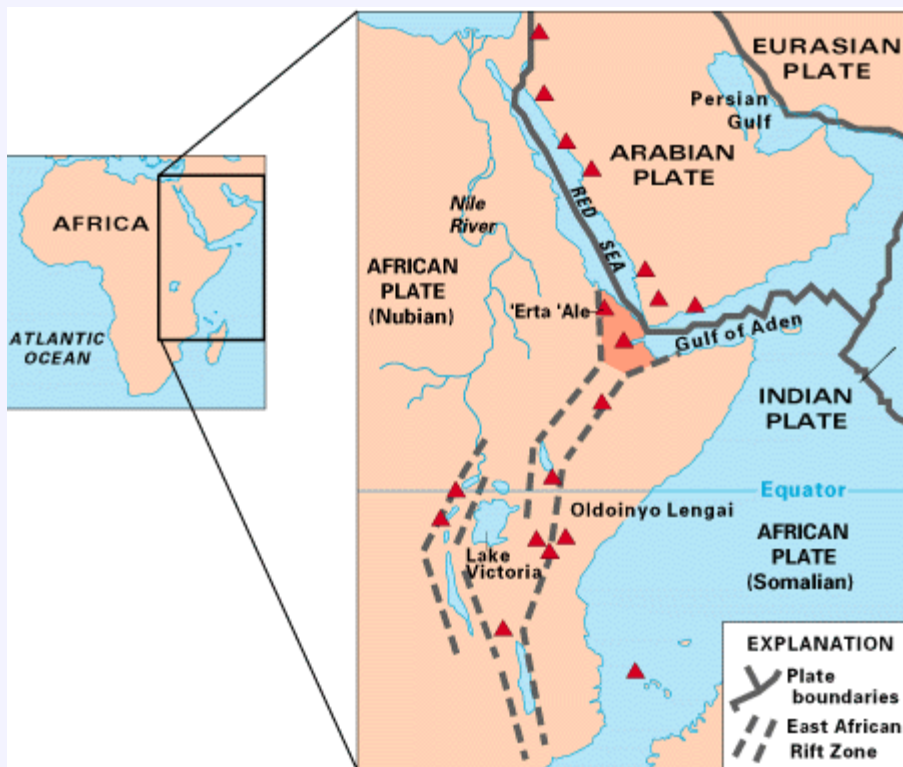 AFRICA
ATLANTIC
OCEAN
EURASIAN
PLATE
Persian
Gulf
ARABIAN
PLATE
Nile
River
RED
SEA
AFRICAN
PLATE
(Nubian)
'Erta 'Ale
Gulf of Aden
INDIAN
PLATE
Equator
Oldoinyo Lengai
Lake
Victoria
AFRICAN
PLATE
(Somalian)
EXPLANATION
Plate
boundaries
East African
Rift Zone